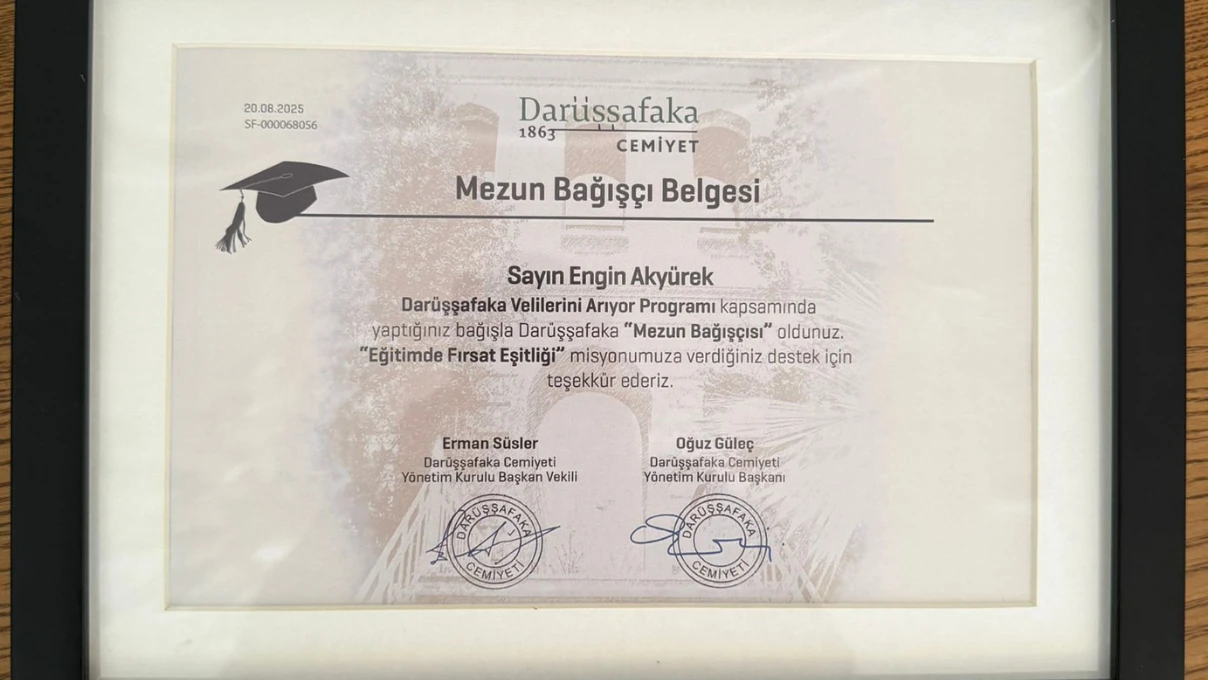 20.08.2025
SF-000068056
Darüşşafaka
1863
CEMİYET
Mezun Bağışçı Belgesi
Sayın Engin Akyürek
Darüşşafaka Velilerini Arıyor Programı kapsamında
yaptığınız bağışla Darüşşafaka “Mezun Bağışçısı” oldunuz.
“Eğitimde Fırsat Eşitliği” misyonumuza verdiğiniz destek için
teşekkür ederiz.
Erman Süsler
Darüşşafaka Cemiyeti
Yönetim Kurulu Başkan Vekili
Oğuz Güleç
Darüşşafaka Cemiyeti
Yönetim Kurulu Başkanı
DARÜŞŞAFAKA CEMİYETİ
DARÜŞŞAFAKA CEMİYETİ